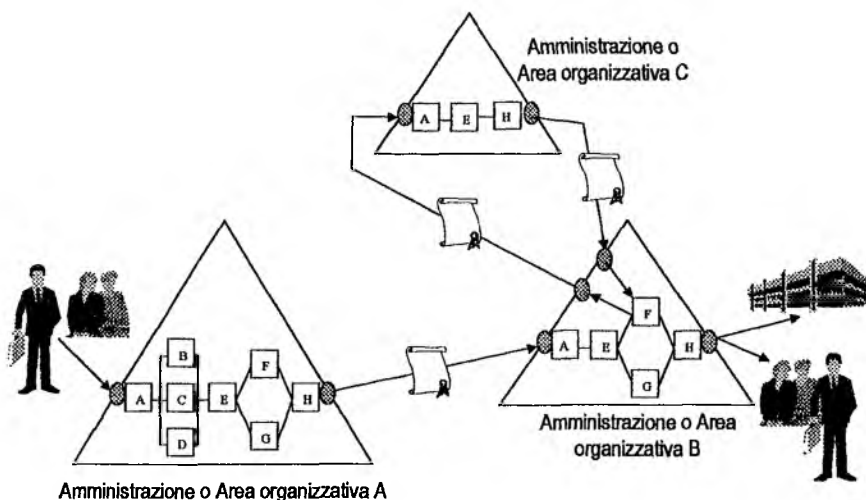 Amministrazione o
Area organizzativa C
A E H
B
F
A C E H
D
G
F
A E H
G
Amministrazione o Area
organizzativa B
Amministrazione o Area organizzativa A